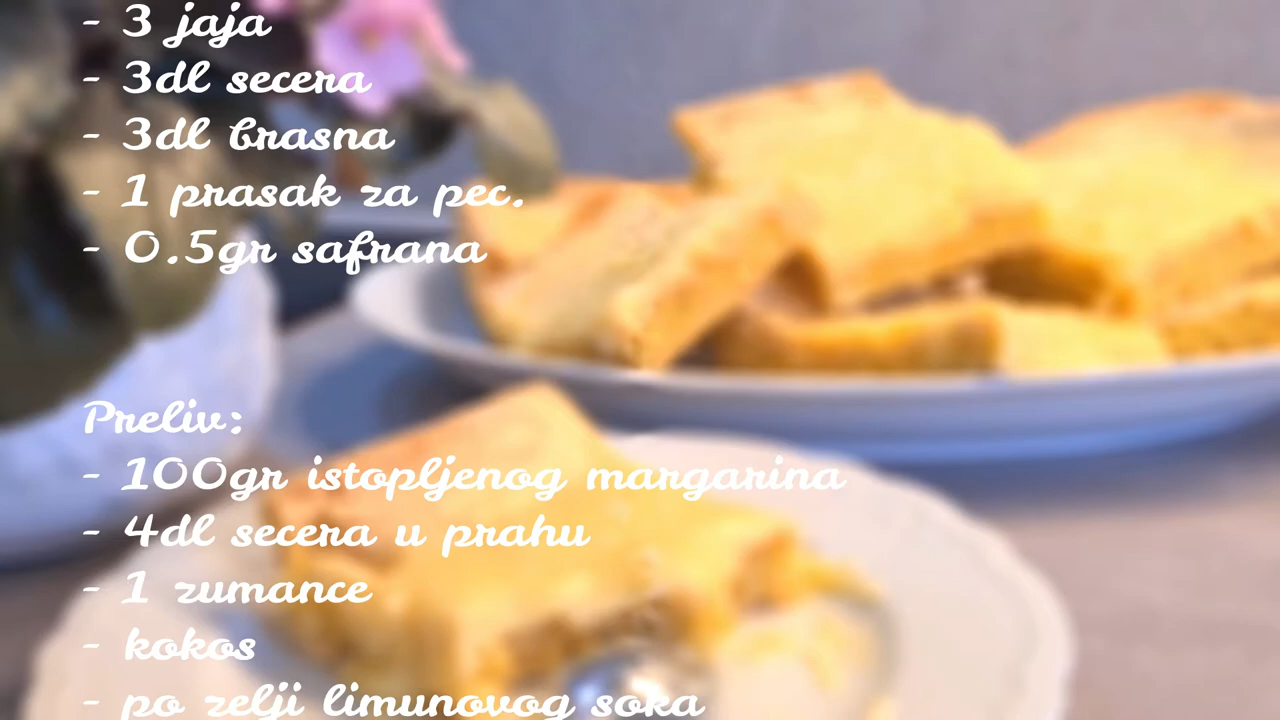 - 3 jaja
- 3dl secera
- 3dl brasna
- 1 prasak za pec.
- 0.5gr safrana
Preliv:
- 100gr istopljenog margarina
- 4dl secera u prahu
- 1 zumance
- kokos
- po zelji limunovog soka